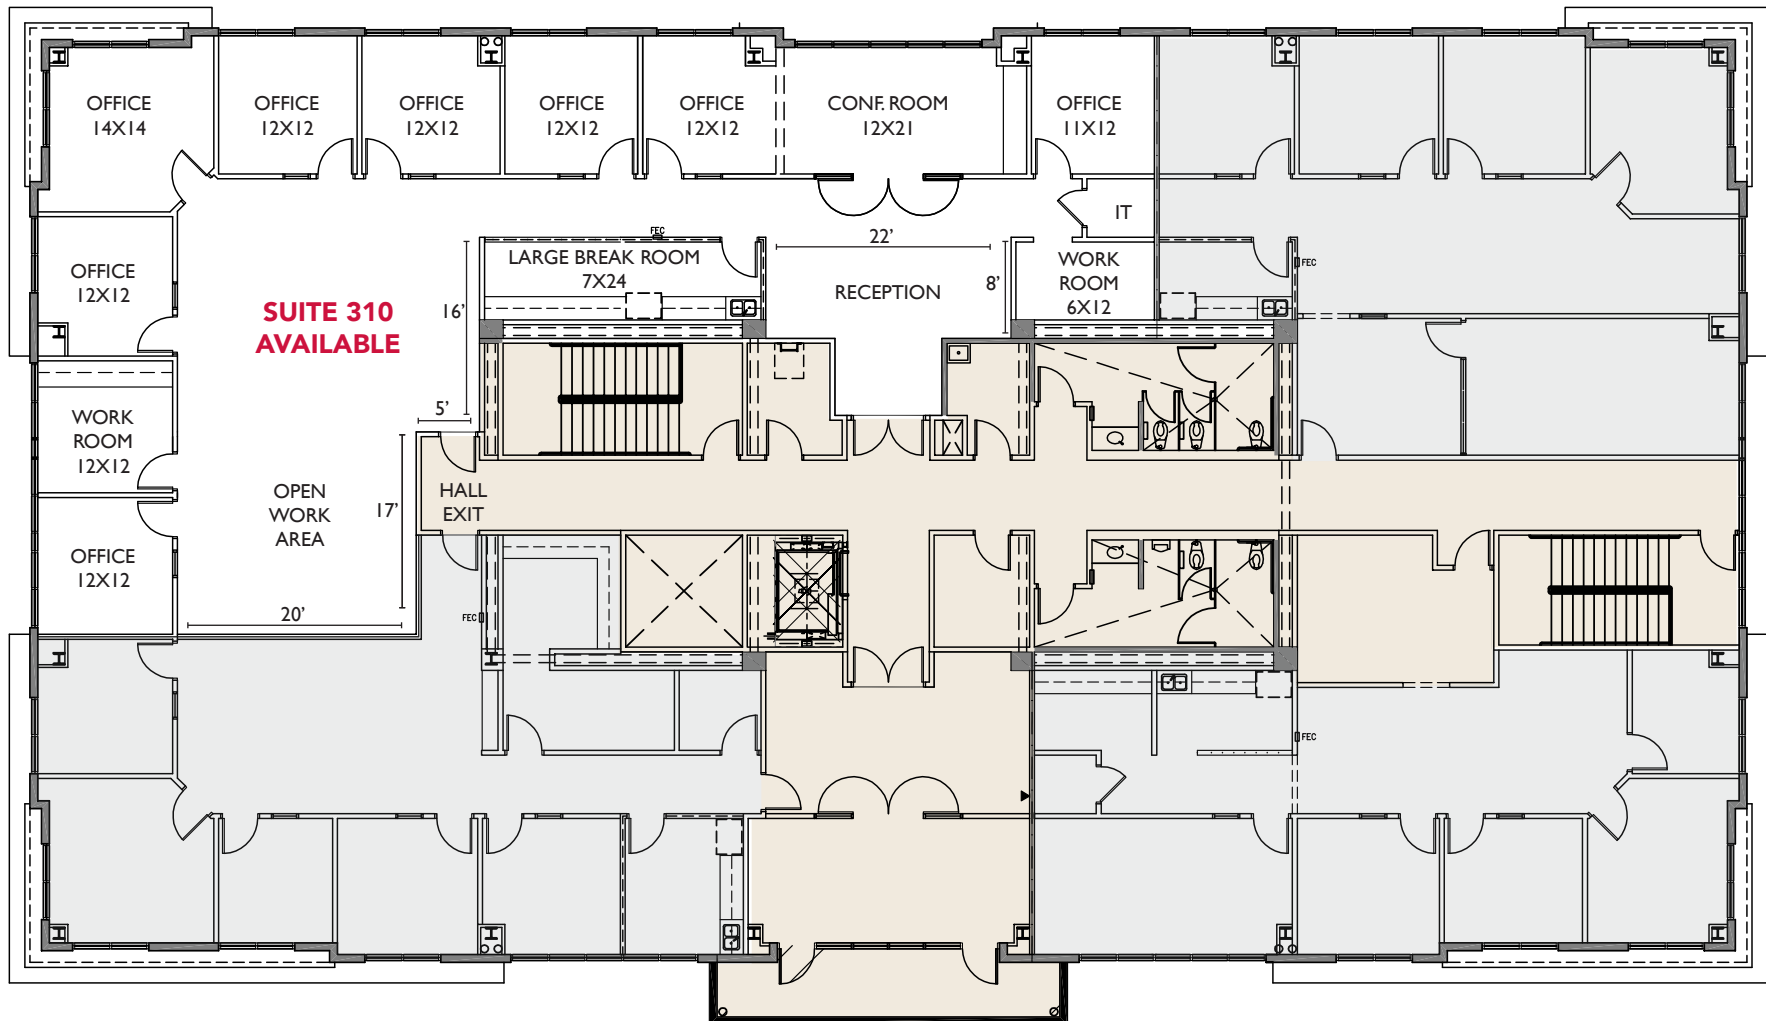 OFFICE
14X14
OFFICE
12X12
OFFICE
12X12
OFFICE
12X12
OFFICE
12X12
CONF. ROOM
12X21
OFFICE
11X12
IT
FEC
22'
LARGE BREAK ROOM
7X24
WORK
ROOM
6X12
8'
RECEPTION
FEC
OFFICE
12X12
SUITE 310
AVAILABLE
16'
5'
WORK
ROOM
12X12
OPEN
WORK
AREA
17'
HALL
EXIT
OFFICE
12X12
20'
FEC
FEC